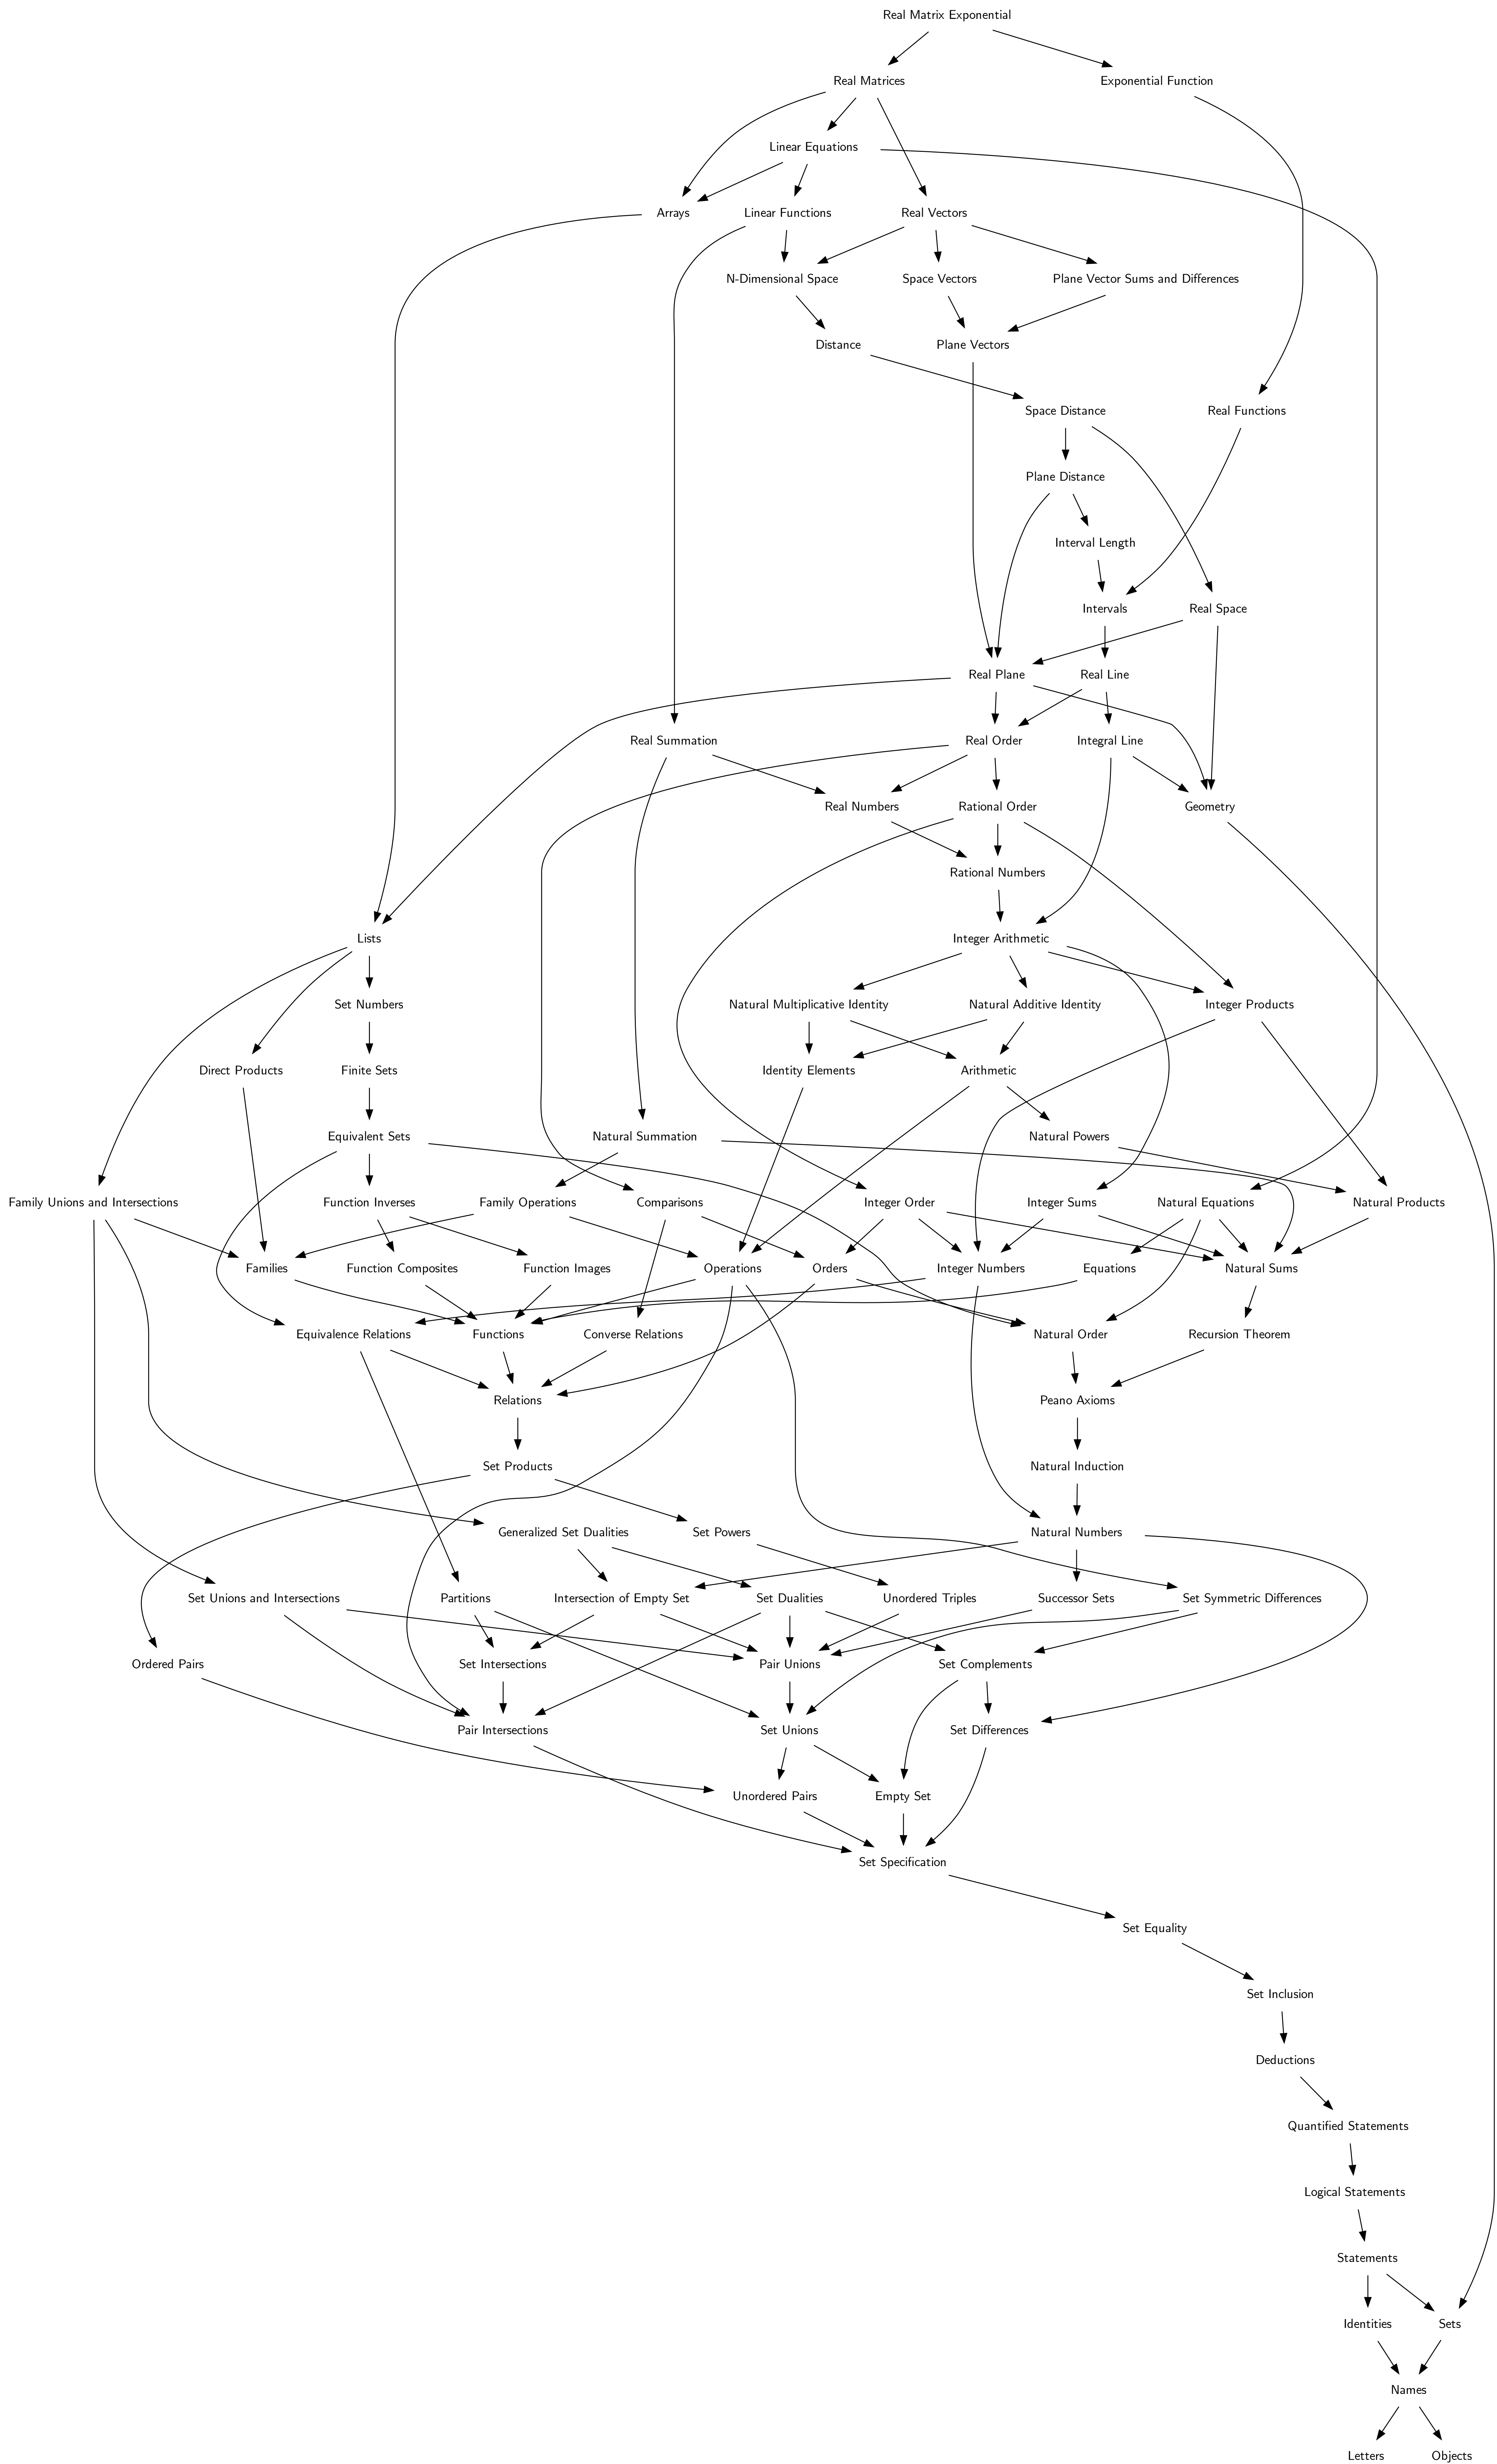 Real Matrix Exponential
Real Matrices
Exponential Function
Linear Equations
Arrays
Linear Functions
Real Vectors
N-Dimensional Space
Space Vectors
Plane Vector Sums and Differences
Distance
Plane Vectors
Space Distance
Real Functions
Plane Distance
Interval Length
Intervals
Real Space
Real Plane
Real Line
Real Summation
Real Order
Integral Line
Real Numbers
Rational Order
Geometry
Rational Numbers
Lists
Integer Arithmetic
Set Numbers
Natural Multiplicative Identity
Natural Additive Identity
Integer Products
Direct Products
Finite Sets
Identity Elements
Arithmetic
Equivalent Sets
Natural Summation
Natural Powers
Family Unions and Intersections
Function Inverses
Family Operations
Comparisons
Integer Order
Integer Sums
Natural Equations
Natural Products
Families
Function Composites
Function Images
Operations
Orders
Integer Numbers
Equations
Natural Sums
Equivalence Relations
Functions
Converse Relations
Natural Order
Recursion Theorem
Relations
Peano Axioms
Set Products
Natural Induction
Generalized Set Dualities
Set Powers
Natural Numbers
Set Unions and Intersections
Partitions
Intersection of Empty Set
Set Dualities
Unordered Triples
Successor Sets
Set Symmetric Differences
Ordered Pairs
Set Intersections
Pair Unions
Set Complements
Pair Intersections
Set Unions
Set Differences
Unordered Pairs
Empty Set
Set Specification
Set Equality
Set Inclusion
Deductions
Quantified Statements
Logical Statements
Statements
Identities
Sets
Names
Letters
Objects